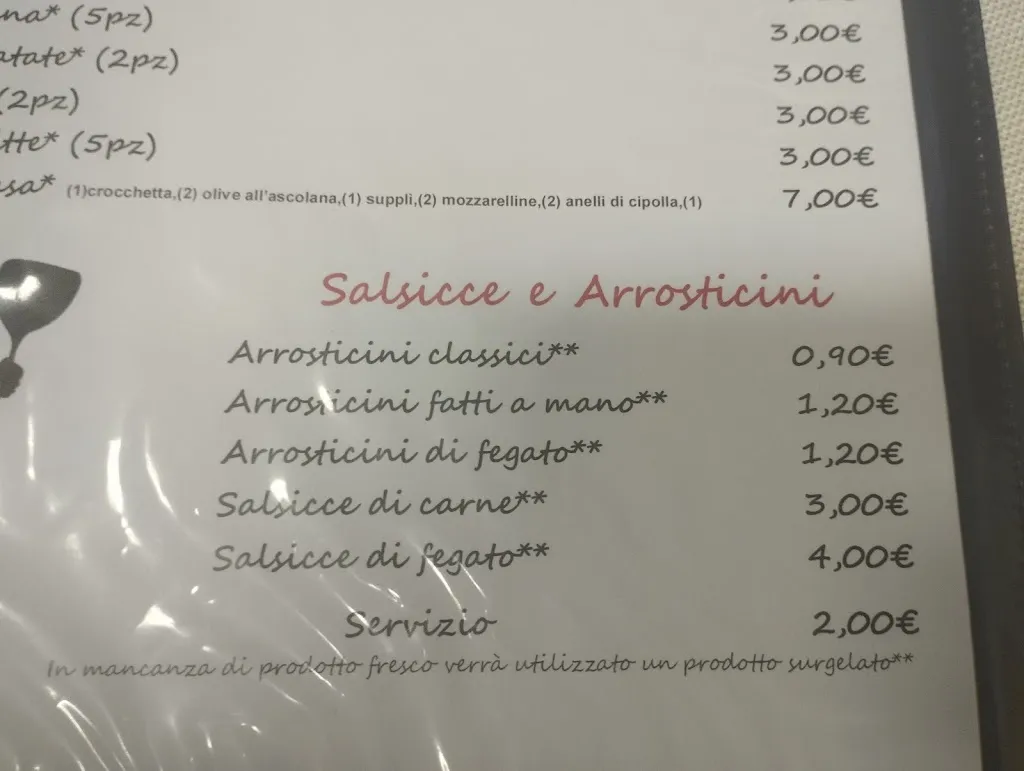 (5pz) 3,00€
(2pz) 3,00€
(2pz) 3,00€
(5pz) 3,00€
(1)crocchetta,(2) olive all'ascolana,(1) suppli,(2) mozzarelline,(2) anelli di cipolla,(1) 7,00€
Salsicce e Arrosticini
Arrosticini classici** 0,90€
Arrosticini fatti a mano** 1,20€
Arrosticini di fegato** 1,20€
Salsicce di carne** 3,00€
Salsicce di fegato** 4,00€
Servizio 2,00€
In mancanza di prodotto fresco verrà utilizzato un prodotto surgelato**